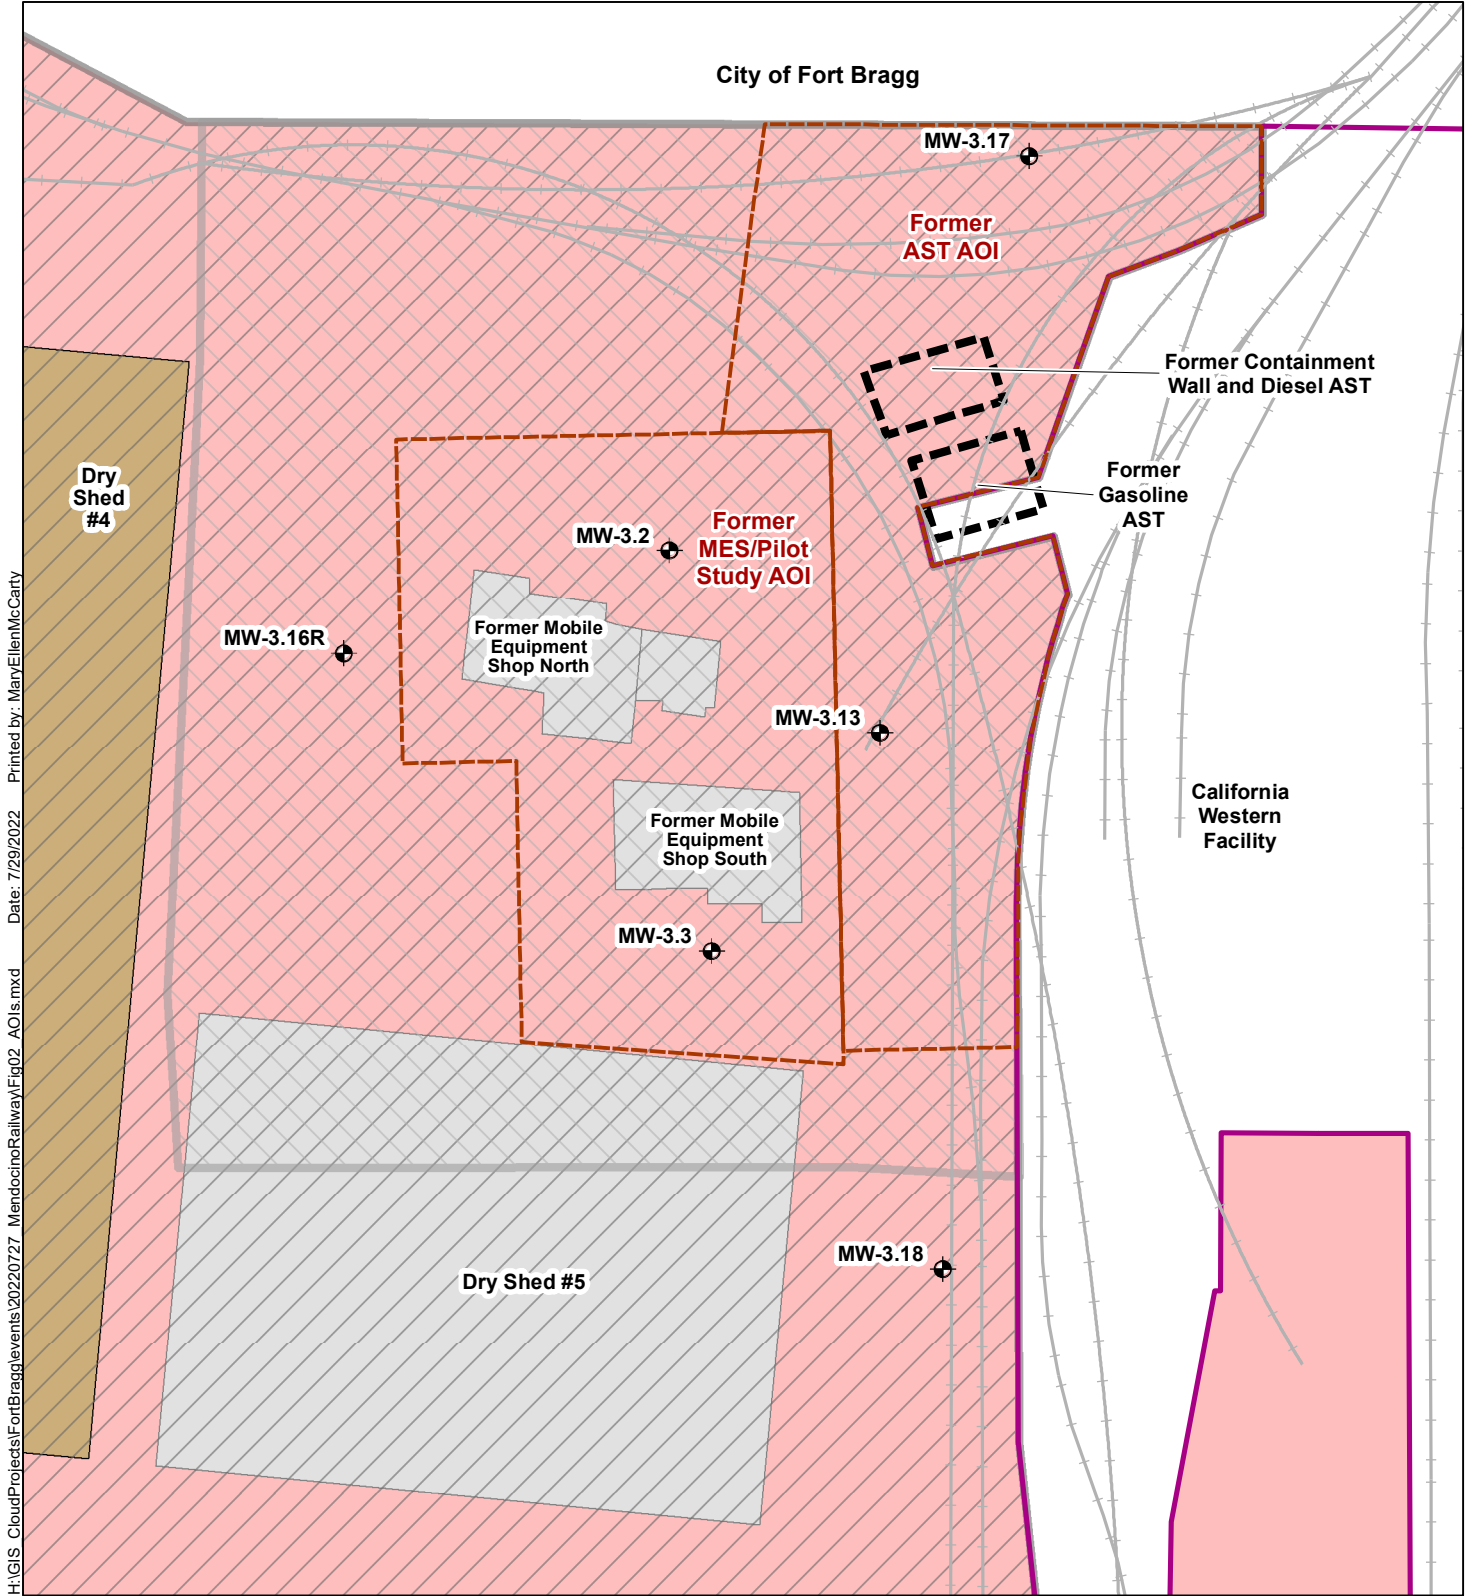 City of Fort Bragg
MW-3.17
Former
AST AOI
Former Containment
Wall and Diesel AST
Former
Gasoline
AST
Dry
Shed
#4
MW-3.2
Former
MES/Pilot
Study AOI
Former Mobile
Equipment
Shop North
MW-3.16R
MW-3.13
California
Western
Facility
Former Mobile
Equipment
Shop South
MW-3.3
MW-3.18
Dry Shed #5
H:\GIS_CloudProjects\FortBragg\events\20220727_MendocinoRailway\Fig02_AOIs.mxd Date: 7/29/2022 Printed by: MaryEllenMcCarty